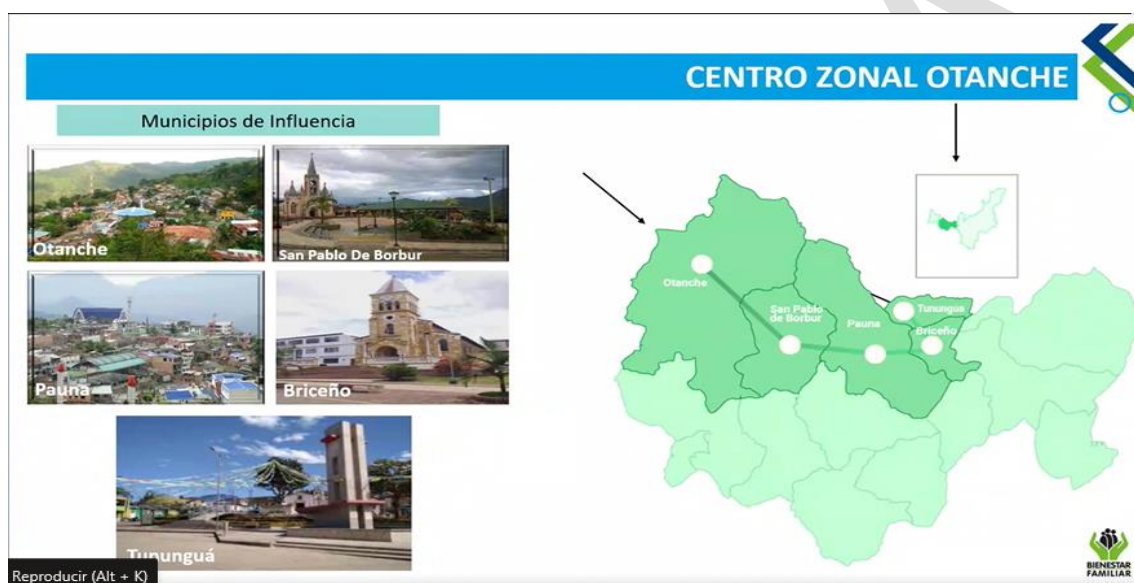 CENTRO ZONAL OTANCHE
Municipios de Influencia
Otanche
San Pablo De Borbur
Pauna
Briceño
Tununguá
Otanche
San Pablo
de Borbur
Pauna
Tunungua
Briceño
BIENESTAR
FAMILIAR
Reproducir (Alt + K)